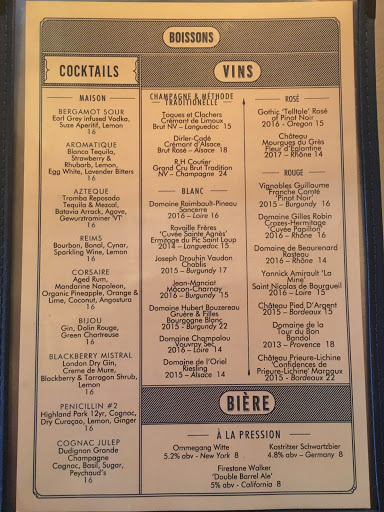 BOISSONS
COCKTAILS
MAISON
BERGAMOT SOUR
Earl Grey infused Vodka,
Suze Aperitif, Lemon
16
AROMATIQUE
Blanco Tequila,
Strawberry &
Rhubarb, Lemon,
Egg White, Lavender Bitters
16
AZTEQUE
Tromba Reposado
Tequila & Mezcal,
Batavia Arrack, Agave,
Gewurztraminer 'VT'
16
REIMS
Bourbon, Bonal, Cynar,
Sparkling Wine, Lemon
16
CORSAIRE
Aged Rum,
Mandarine Napoleon,
Organic Pineapple, Orange &
Lime, Coconut, Angostura
16
BIJOU
Gin, Dolin Rouge,
Green Chartreuse
16
BLACKBERRY MISTRAL
London Dry Gin,
Creme de Mure,
Blackberry & Tarragon Shrub,
Lemon
16
PENICILLIN #2
Highland Park 12yr, Cognac,
Dry Curaçao, Lemon, Ginger
16
COGNAC JULEP
Dudignon Grande
Champagne
Cognac, Basil, Sugar,
Peychaud's
16
VINS
CHAMPAGNE & MÉTHODE
TRADITIONELLE
Toques et Clochers
Crémant de Limoux
Brut NV – Languedoc 15
Dirler-Cadé
Crémant d'Alsace
Brut Rosé – Alsace 18
R.H Coutier
Grand Cru Brut Tradition
NV – Champagne 24
BLANC
Domaine Raimbault-Pineau
Sancerre
2016 – Loire 16
Ravaille Frères
'Cuvée Sainte Agnès'
Ermitage du Pic Saint Loup
2014 – Languedoc 15
Joseph Drouhin Vaudon
Chablis
2015 – Burgundy 17
Jean-Manciat
Mâcon-Charnay
2016 – Burgundy 15
Domaine Hubert Bouzereau
Gruère & Filles
Bourgogne Blanc
2015 – Burgundy 22
Domaine Champalou
Vouvray Sec
2016 – Loire 14
Domaine de l'Oriel
Riesling
2015 – Alsace 14
ROSÉ
Gothic 'Telltale' Rosé
of Pinot Noir
2016 - Oregon 15
Château
Mourgues du Grès
Fleur d'Eglantine
2017 – Rhône 14
ROUGE
Vignobles Guillaume
Franche Comté
'Pinot Noir'
2015 – Burgundy 16
Domaine Gilles Robin
Crozes-Hermitage
'Cuvée Papillon'
2016 – Rhône 16
Domaine de Beaurenard
Rasteau
2016 – Rhône 14
Yannick Amirault 'La
Mine'
Saint Nicolas de Bourgueil
2016 – Loire 15
Château Pied D'Argent
2015 – Bordeaux 15
Domaine de la
Tour du Bon
Bandol
2013 – Provence 18
Château Prieure-Lichine
'Confidences de
Prieure-Lichine' Margaux
2015 - Bordeaux 22
BIÈRE
À LA PRESSION
Ommegang Witte
5.2% abv - New York 8
Kostritzer Schwartzbier
4.8% abv – Germany 8
Firestone Walker
'Double Barrel Ale'
5% abv - California 8